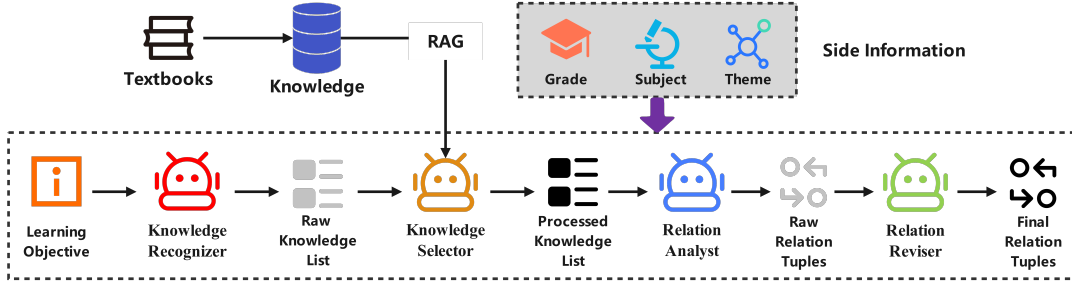 Textbooks
Knowledge
RAG
Grade
Subject
Theme
Side Information
Learning
Objective
Knowledge
Recognizer
Raw
Knowledge
List
Knowledge
Selector
Processed
Knowledge
List
Relation
Analyst
Raw
Relation
Tuples
Relation
Reviser
Final
Relation
Tuples